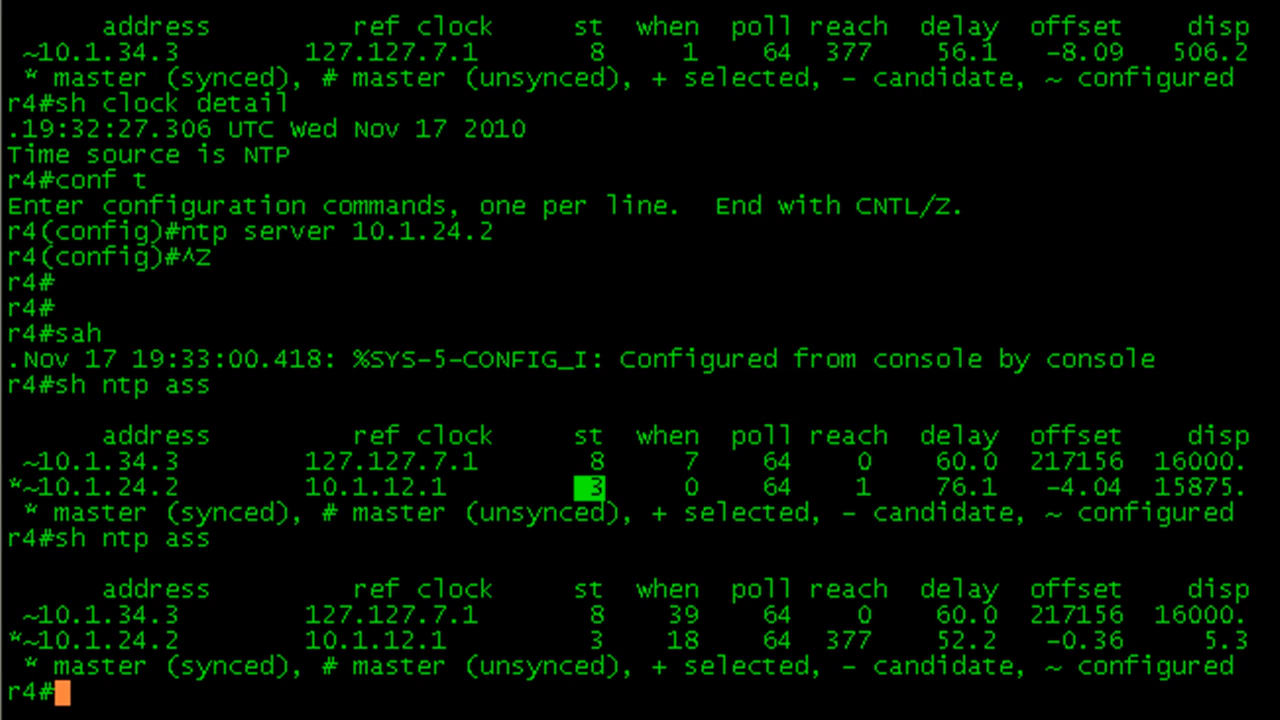 address ref clock st when poll reach delay offset disp
~10.1.34.3 127.127.7.1 8 1 64 377 56.1 -8.09 506.2
* master (synced), # master (unsynced), + selected, - candidate, ~ configured
r4#sh clock detail
.19:32:27.306 UTC Wed Nov 17 2010
Time source is NTP
r4#conf t
Enter configuration commands, one per line. End with CNTL/Z.
r4(config)#ntp server 10.1.24.2
r4(config)#^Z
r4#
r4#
r4#sah
.Nov 17 19:33:00.418: %SYS-5-CONFIG_I: Configured from console by console
r4#sh ntp ass
address ref clock st when poll reach delay offset disp
~10.1.34.3 127.127.7.1 8 7 64 0 60.0 217156 16000.
*~10.1.24.2 10.1.12.1 3 0 64 1 76.1 -4.04 15875.
* master (synced), # master (unsynced), + selected, - candidate, ~ configured
r4#sh ntp ass
address ref clock st when poll reach delay offset disp
~10.1.34.3 127.127.7.1 8 39 64 0 60.0 217156 16000.
*~10.1.24.2 10.1.12.1 3 18 64 377 52.2 -0.36 5.3
* master (synced), # master (unsynced), + selected, - candidate, ~ configured
r4#